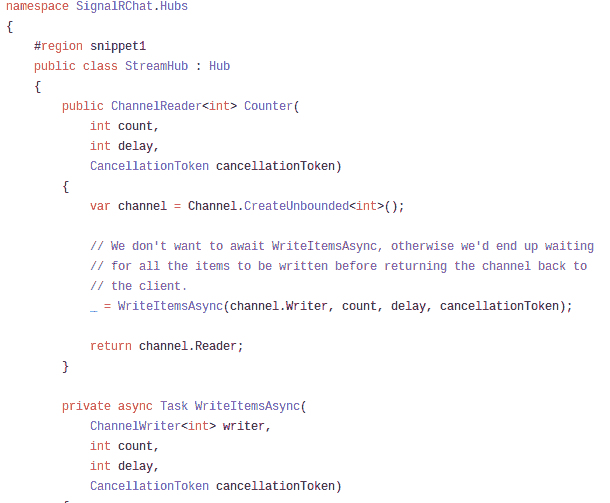 namespace SignalRChat.Hubs
{
    #region snippet1
    public class StreamHub : Hub
    {
        public ChannelReader<int> Counter(
            int count,
            int delay,
            CancellationToken cancellationToken)
        {
            var channel = Channel.CreateUnbounded<int>();

            // We don't want to await WriteItemsAsync, otherwise we'd end up waiting
            // for all the items to be written before returning the channel back to
            // the client.
            _ = WriteItemsAsync(channel.Writer, count, delay, cancellationToken);

            return channel.Reader;
        }

        private async Task WriteItemsAsync(
            ChannelWriter<int> writer,
            int count,
            int delay,
            CancellationToken cancellationToken)